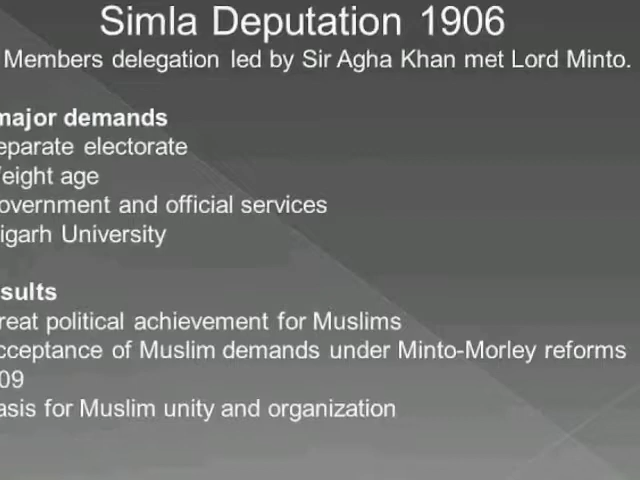 Simla Deputation 1906
Members delegation led by Sir Agha Khan met Lord Minto.
major demands
eparate electorate
eight age
overnment and official services
igarh University
sults
reat political achievement for Muslims
cceptance of Muslim demands under Minto-Morley reforms
09
asis for Muslim unity and organization